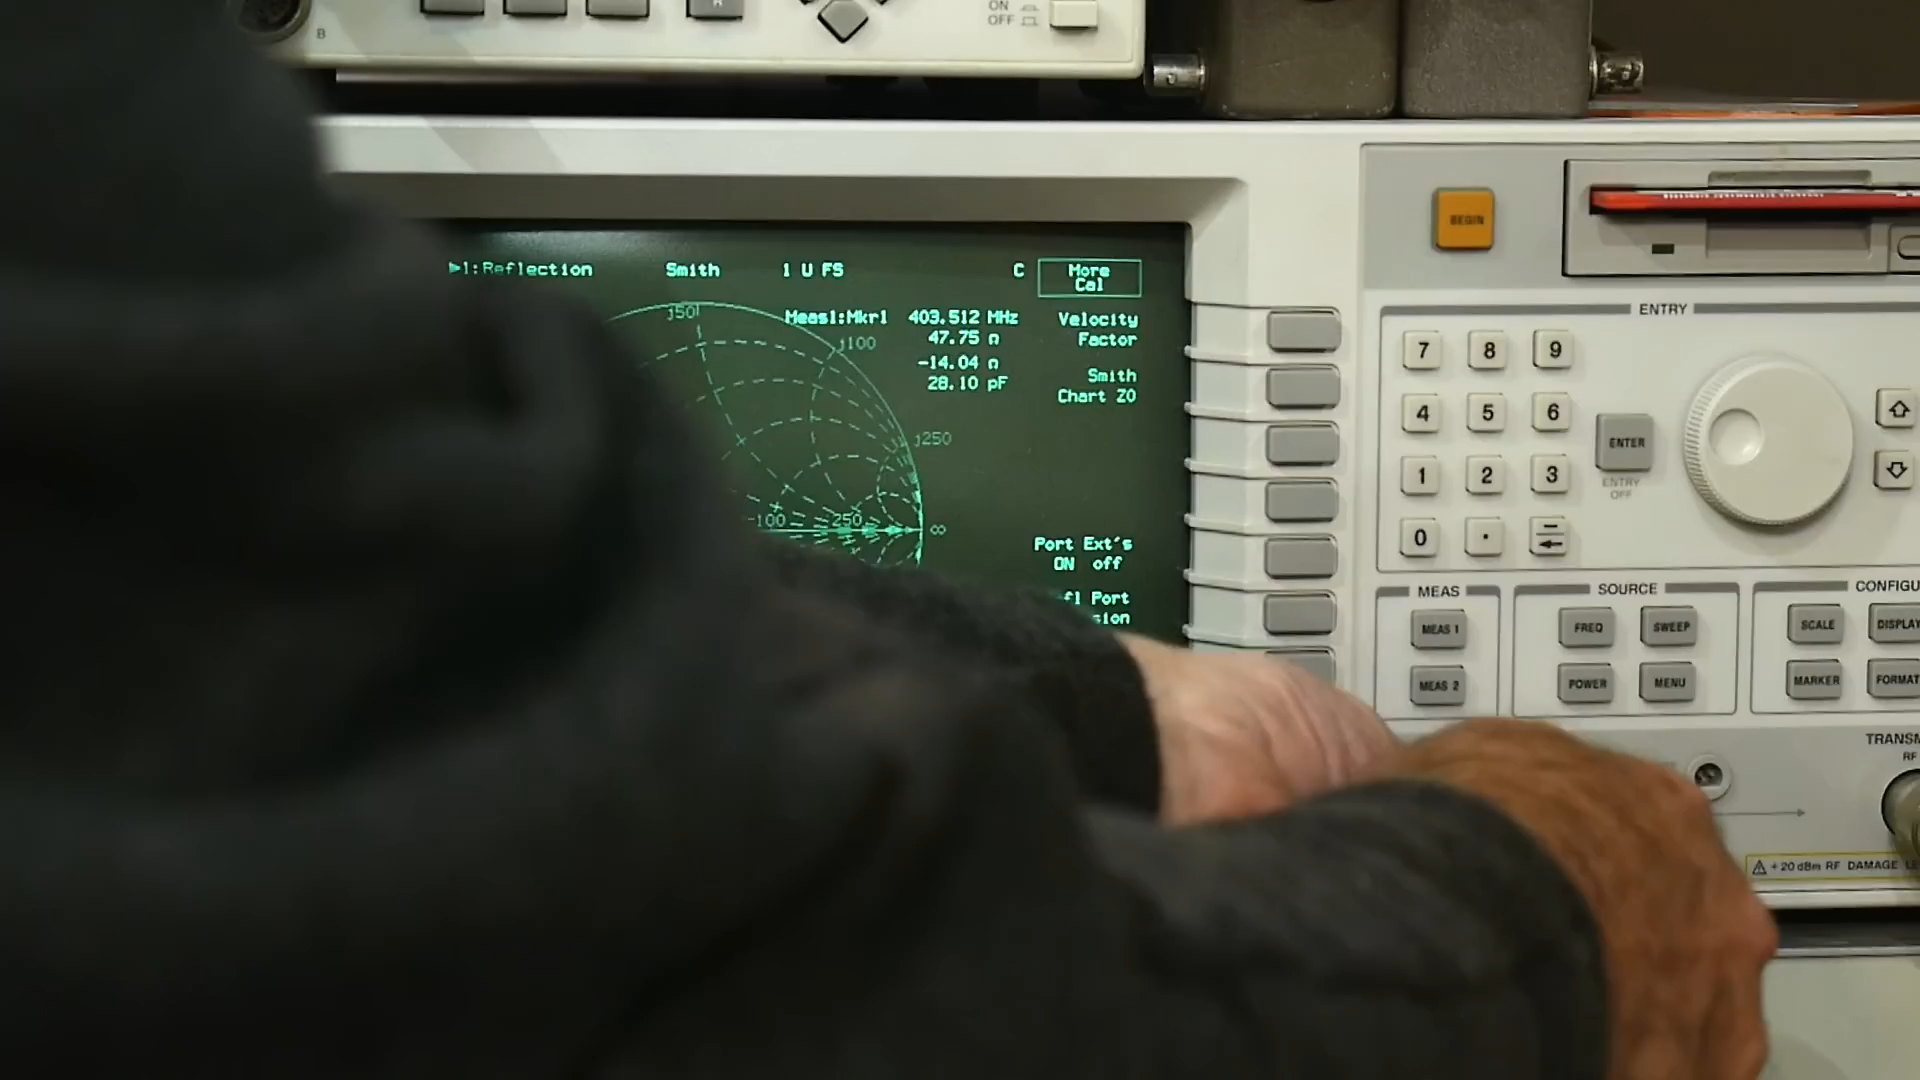 B
R
ON
OFF
BEGIN
▶1:Reflection Smith 1 U FS C
More
Cal
Meas1:Mkr1 403.512 MHz
47.75 Ω
-14.04 Ω
28.10 pF
j50
j100
j250
-100 250 ∞
Velocity
Factor
Smith
Chart Z0
Port Ext's
ON off
fl Port
sion
ENTRY
7 8 9
4 5 6
1 2 3
0 .
ENTER
ENTRY
OFF
MEAS SOURCE CONFIGU
MEAS 1 FREQ SWEEP SCALE DISPLAY
MEAS 2 POWER MENU MARKER FORMAT
TRANSM
RF
+20 dBm RF DAMAGE LE